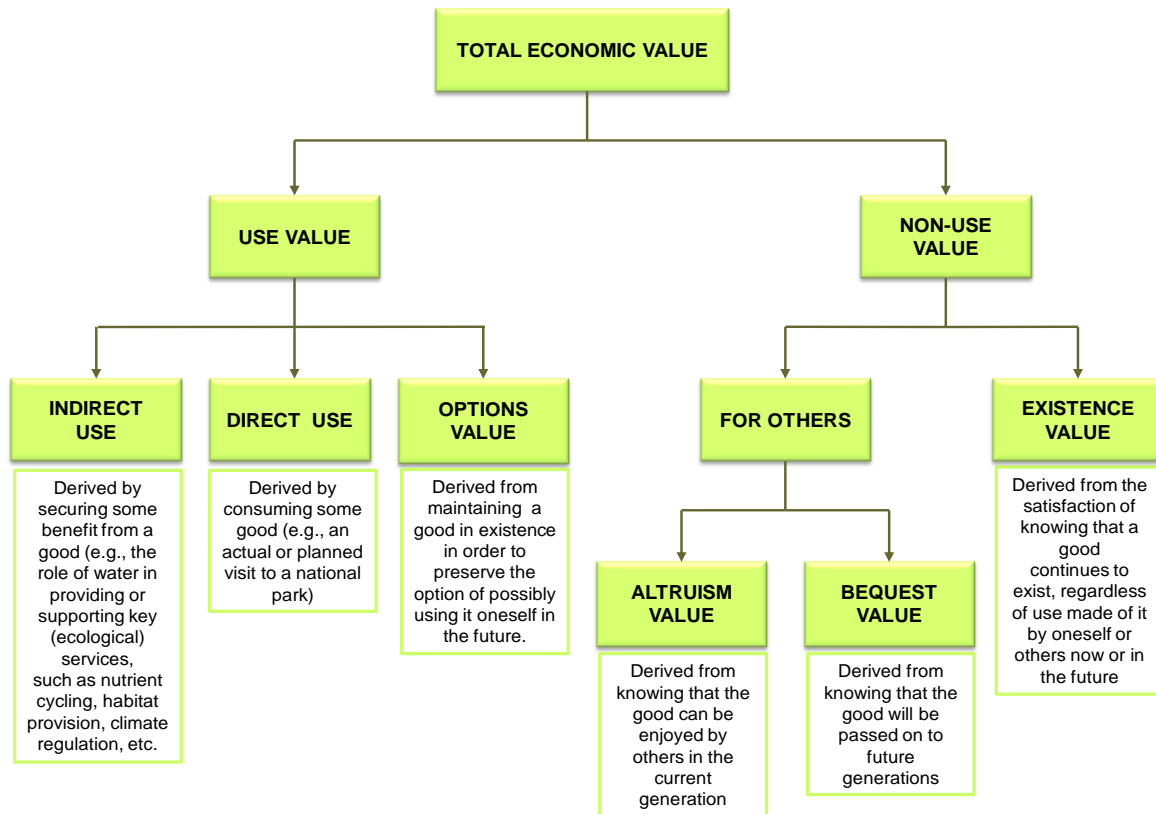 TOTAL ECONOMIC VALUE
USE VALUE
NON-USE
VALUE
INDIRECT
USE
DIRECT USE
OPTIONS
VALUE
FOR OTHERS
EXISTENCE
VALUE
Derived by
securing some
benefit from a
good (e.g., the
role of water in
providing or
supporting key
(ecological)
services,
such as nutrient
cycling, habitat
provision, climate
regulation, etc.
Derived by
consuming some
good (e.g., an
actual or planned
visit to a national
park)
Derived from
maintaining a
good in existence
in order to
preserve the
option of possibly
using it oneself in
the future.
ALTRUISM
VALUE
Derived from
knowing that the
good can be
enjoyed by
others in the
current
generation
BEQUEST
VALUE
Derived from
knowing that the
good will be
passed on to
future
generations
Derived from the
satisfaction of
knowing that a
good
continues to
exist, regardless
of use made of it
by oneself or
others now or in
the future